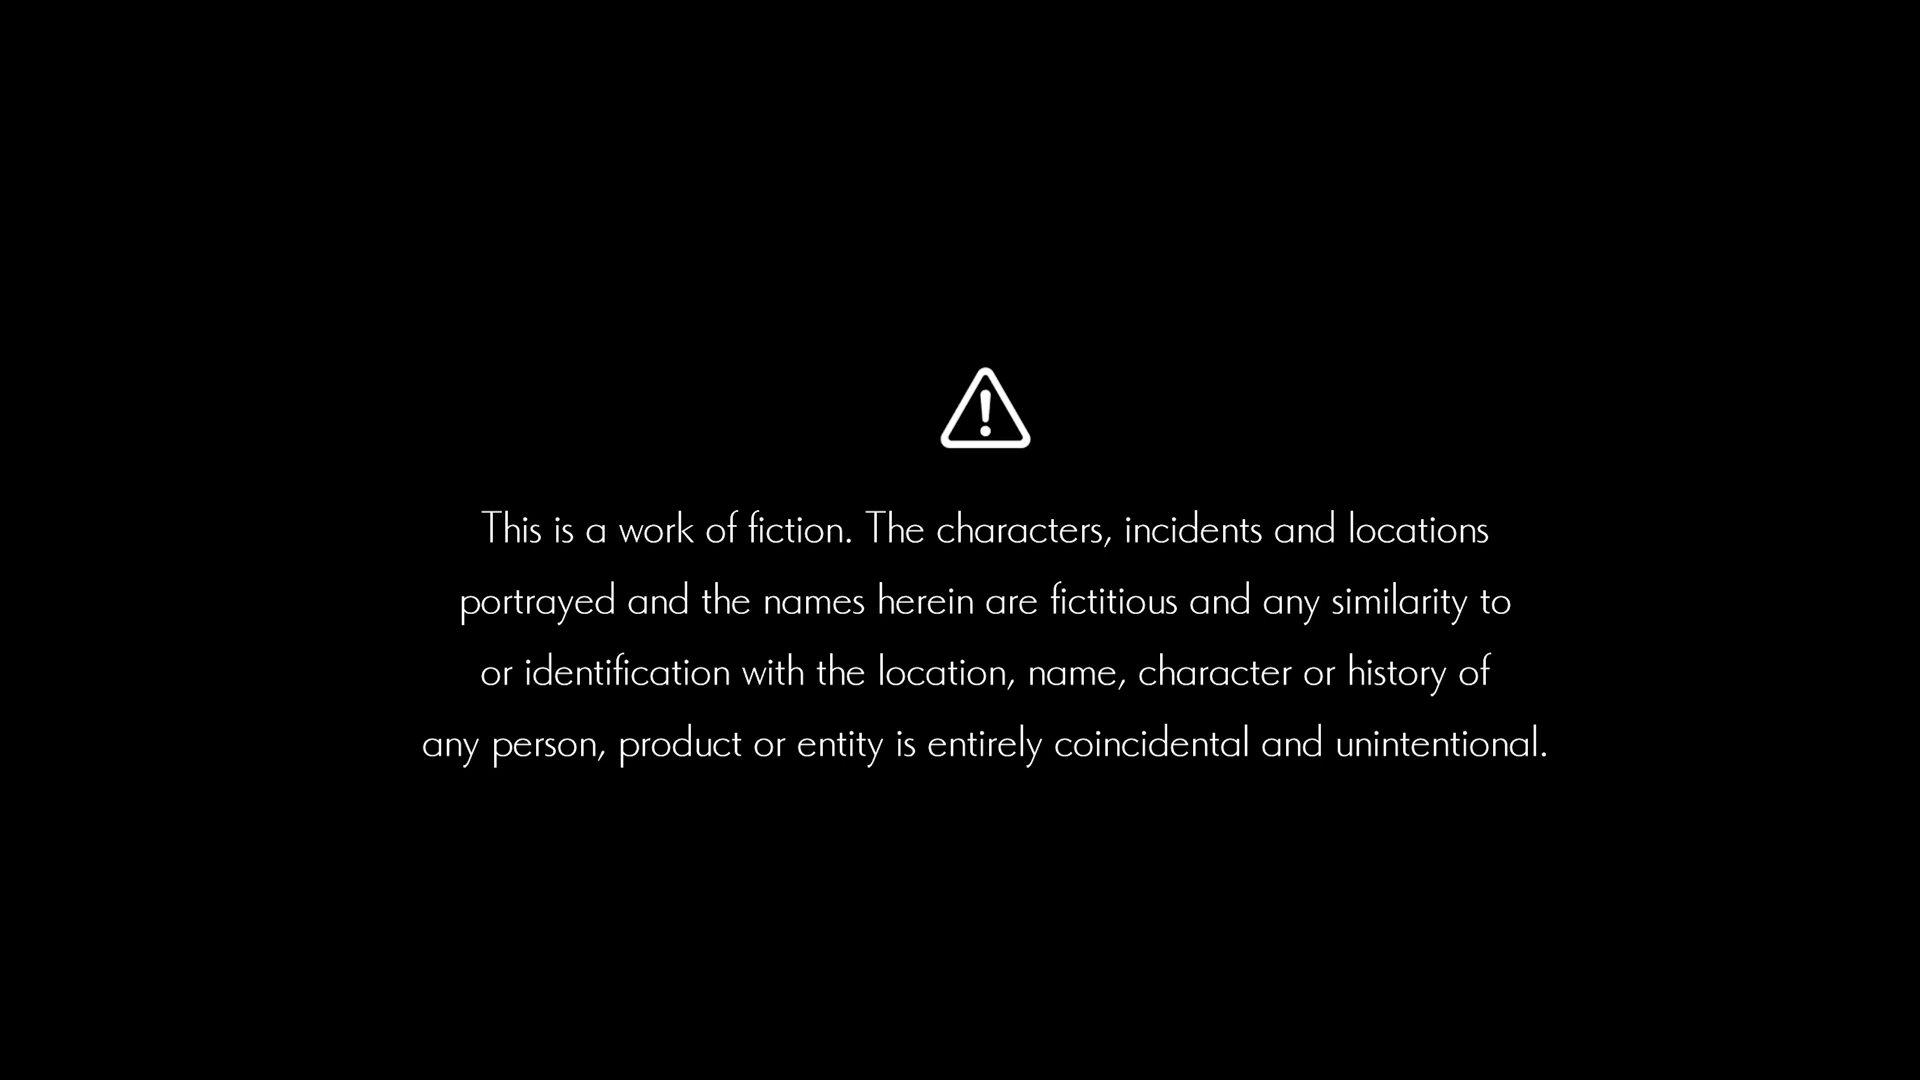 This is a work of fiction. The characters, incidents and locations
portrayed and the names herein are fictitious and any similarity to
or identification with the location, name, character or history of
any person, product or entity is entirely coincidental and unintentional.